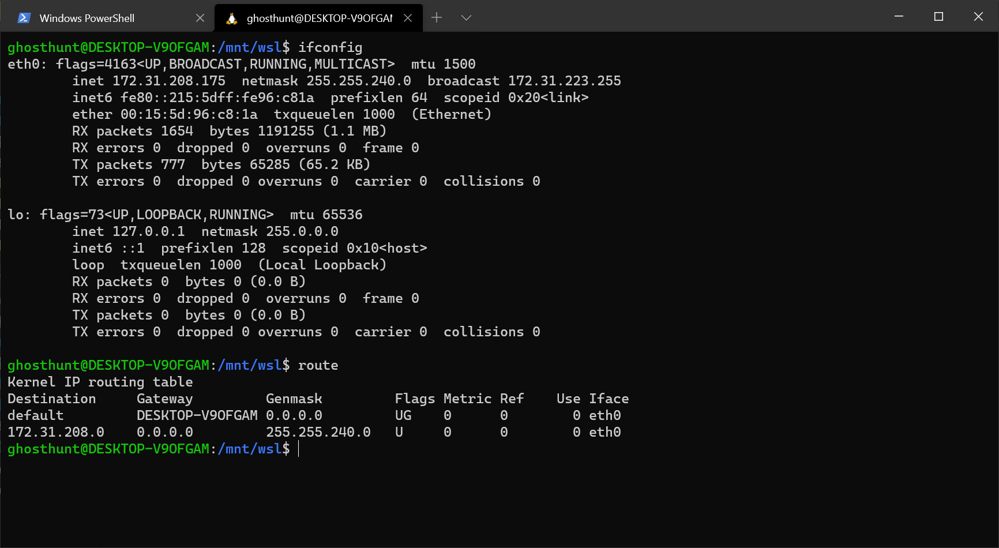 Windows PowerShell
ghosthunt@DESKTOP-V9OFGAM
ghosthunt@DESKTOP-V9OFGAM:/mnt/wsl$ ifconfig
eth0: flags=4163<UP,BROADCAST,RUNNING,MULTICAST>  mtu 1500
        inet 172.31.208.175  netmask 255.255.240.0  broadcast 172.31.223.255
        inet6 fe80::215:5dff:fe96:c81a  prefixlen 64  scopeid 0x20<link>
        ether 00:15:5d:96:c8:1a  txqueuelen 1000  (Ethernet)
        RX packets 1654  bytes 1191255 (1.1 MB)
        RX errors 0  dropped 0  overruns 0  frame 0
        TX packets 777  bytes 65285 (65.2 KB)
        TX errors 0  dropped 0 overruns 0  carrier 0  collisions 0
lo: flags=73<UP,LOOPBACK,RUNNING>  mtu 65536
        inet 127.0.0.1  netmask 255.0.0.0
        inet6 ::1  prefixlen 128  scopeid 0x10<host>
        loop  txqueuelen 1000  (Local Loopback)
        RX packets 0  bytes 0 (0.0 B)
        RX errors 0  dropped 0  overruns 0  frame 0
        TX packets 0  bytes 0 (0.0 B)
        TX errors 0  dropped 0 overruns 0  carrier 0  collisions 0
ghosthunt@DESKTOP-V9OFGAM:/mnt/wsl$ route
Kernel IP routing table
Destination     Gateway         Genmask         Flags Metric Ref    Use Iface
default         DESKTOP-V9OFGAM 0.0.0.0         UG    0      0        0 eth0
172.31.208.0    0.0.0.0         255.255.240.0   U     0      0        0 eth0
ghosthunt@DESKTOP-V9OFGAM:/mnt/wsl$